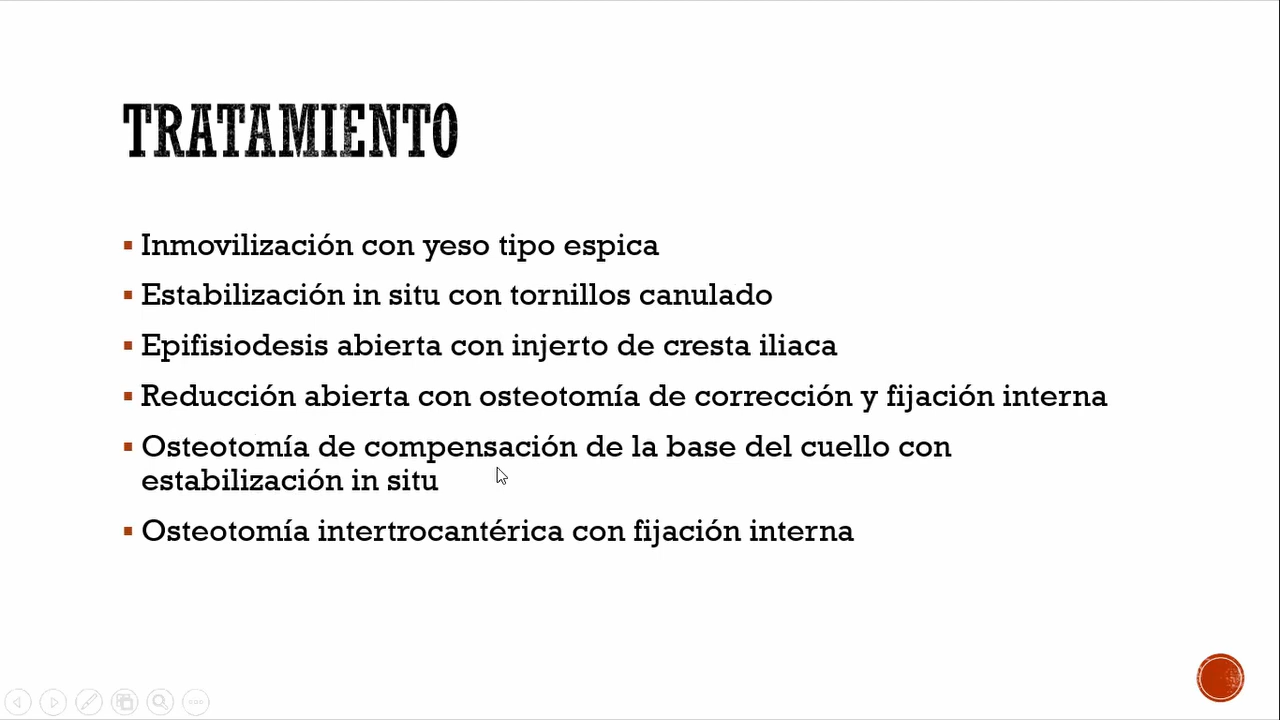 TRATAMIENTO
▪ Inmovilización con yeso tipo espica
▪ Estabilización in situ con tornillos canulado
▪ Epifisiodesis abierta con injerto de cresta iliaca
▪ Reducción abierta con osteotomía de corrección y fijación interna
▪ Osteotomía de compensación de la base del cuello con
estabilización in situ
▪ Osteotomía intertrocantérica con fijación interna